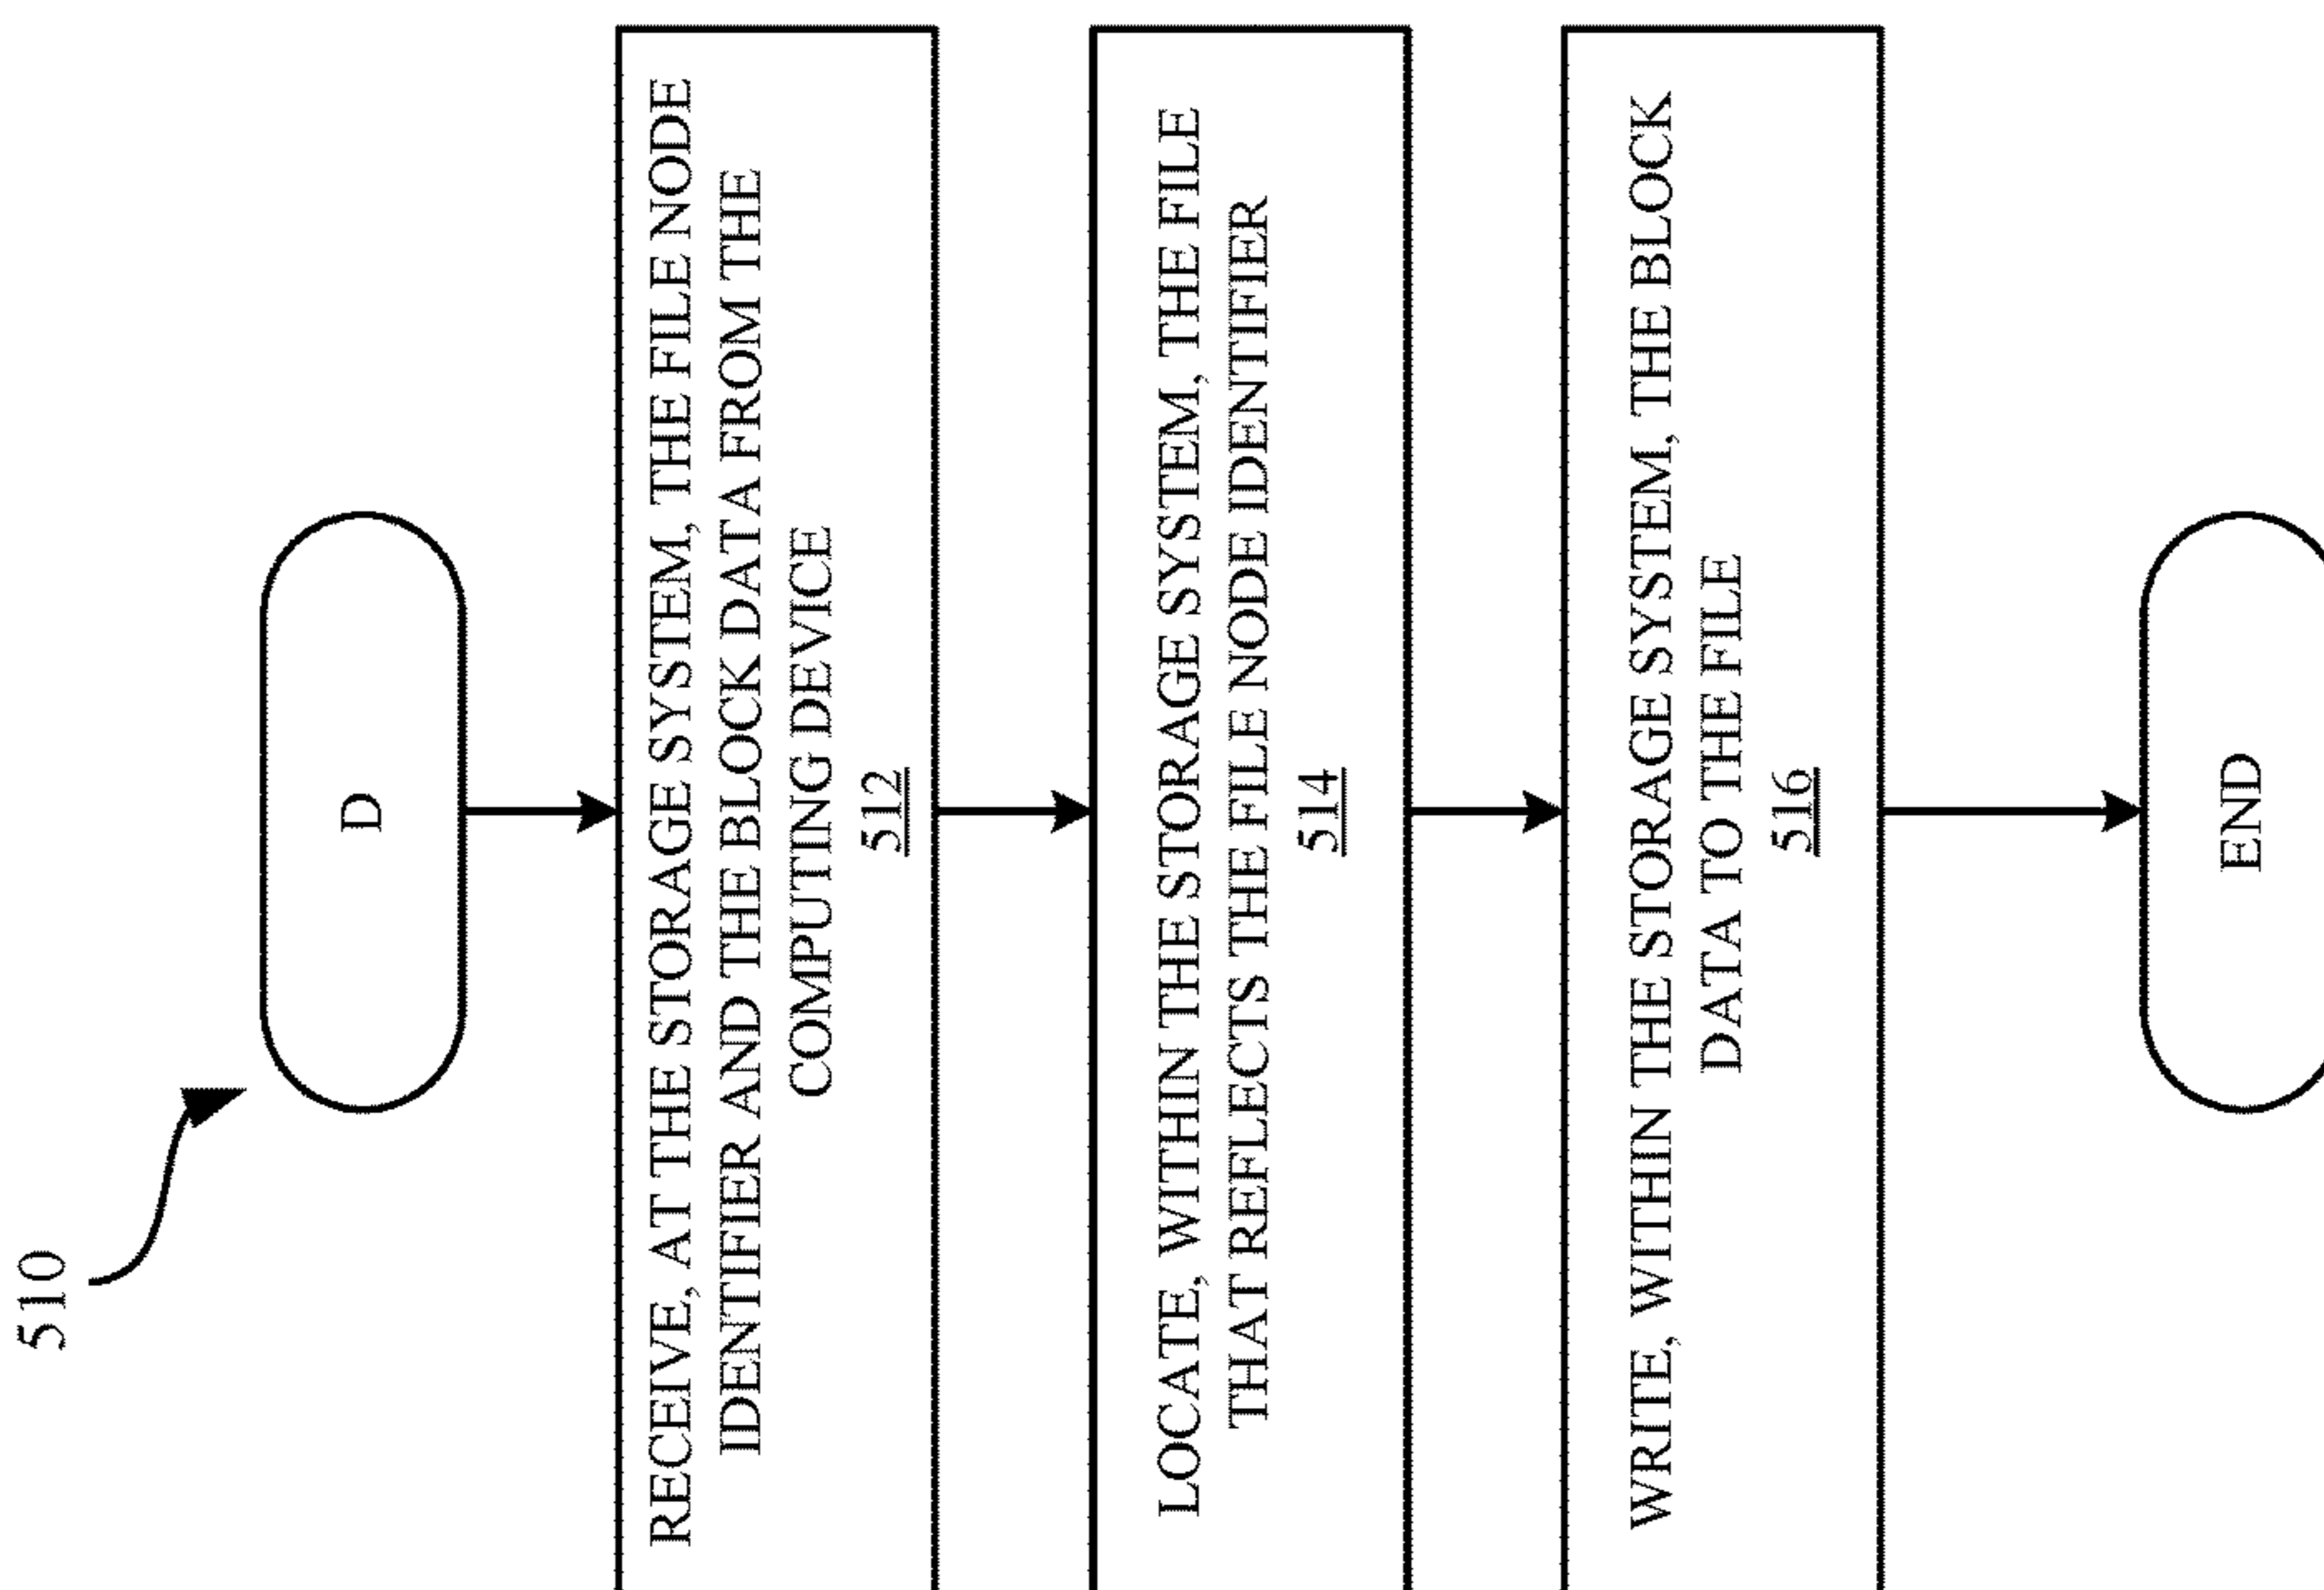 510
D
RECEIVE, AT THE STORAGE SYSTEM, THE FILE NODE
IDENTIFIER AND THE BLOCK DATA FROM THE
COMPUTING DEVICE
512
LOCATE, WITHIN THE STORAGE SYSTEM, THE FILE
THAT REFLECTS THE FILE NODE IDENTIFIER
514
WRITE, WITHIN THE STORAGE SYSTEM, THE BLOCK
DATA TO THE FILE
516
END